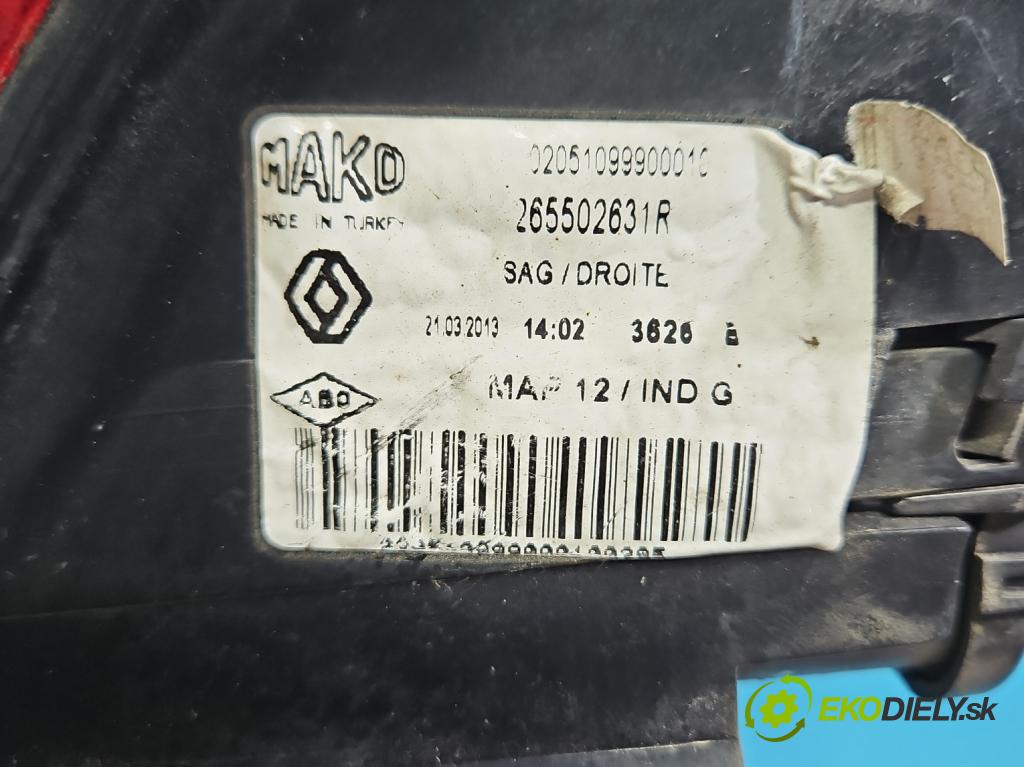 MAKO
02051099900010
MADE IN TURKEY
265502631R
SAG / DROITE
21.03.2013 14:02 3626
MAP 12 / IND G
EKODIELY.sk